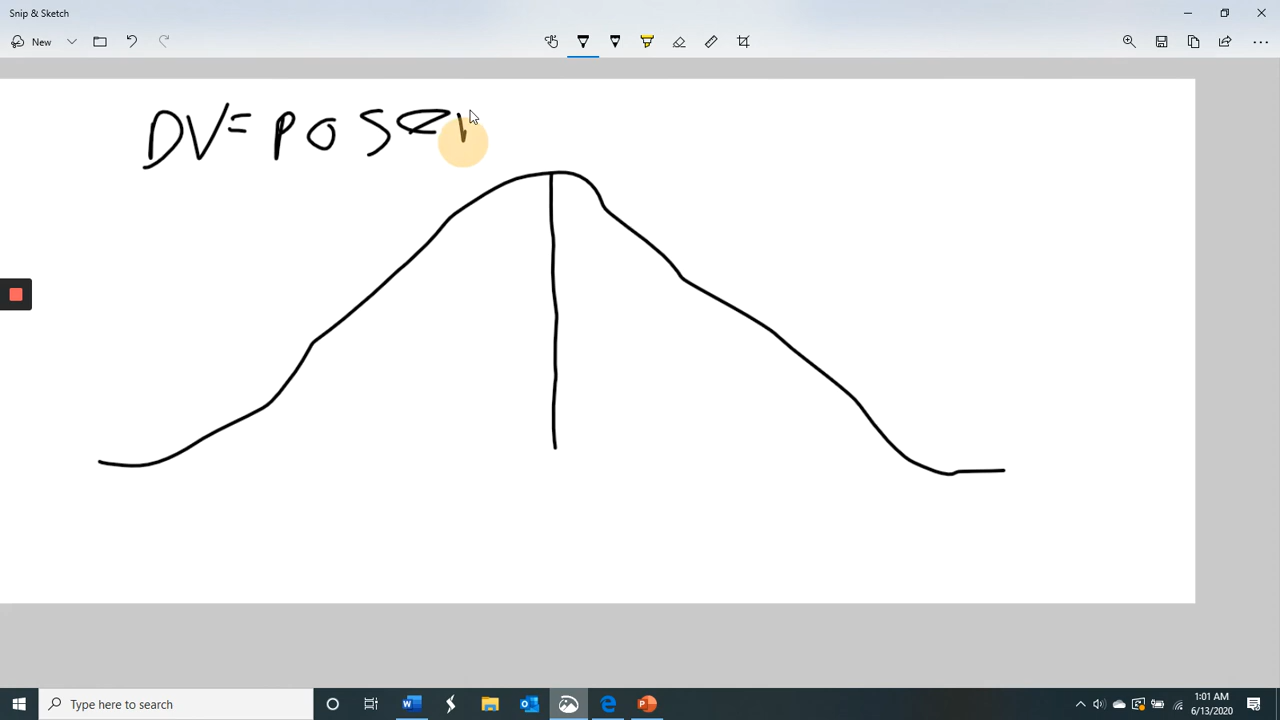 Snip & Sketch
New
DV = POS
Type here to search
1:01 AM
6/13/2020